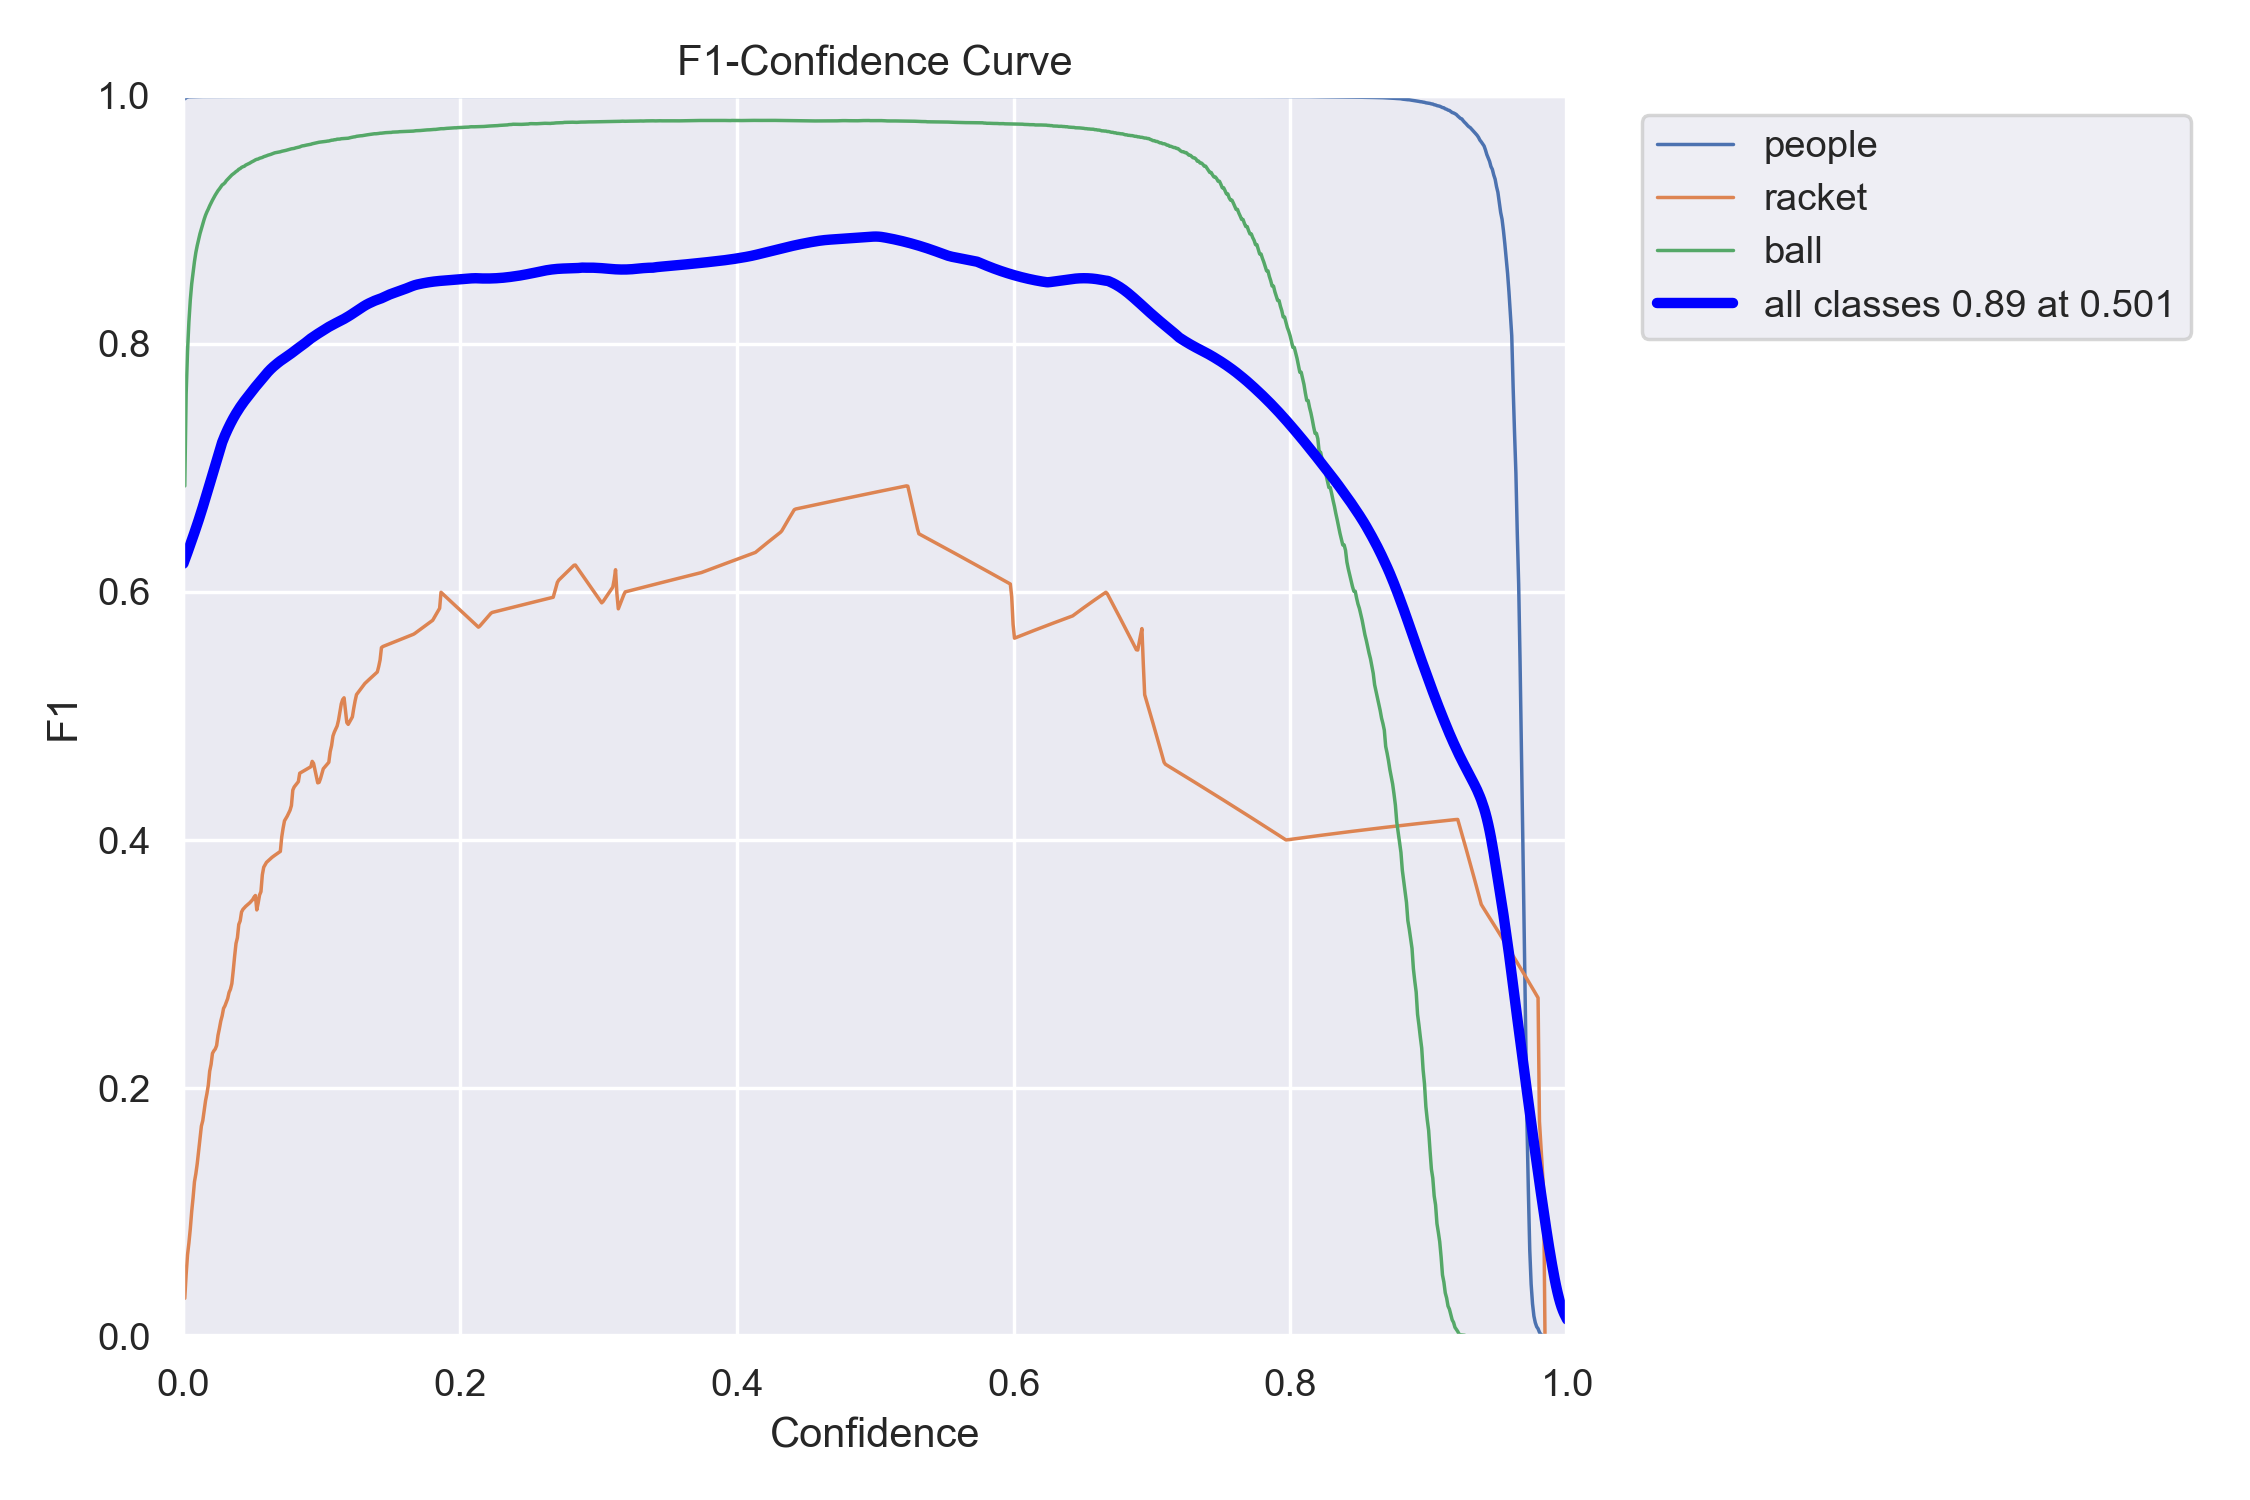 F1-Confidence Curve
1.0
0.8
0.6
0.4
0.2
0.0
F1
0.0 0.2 0.4 0.6 0.8 1.0
Confidence
people
racket
ball
all classes 0.89 at 0.501